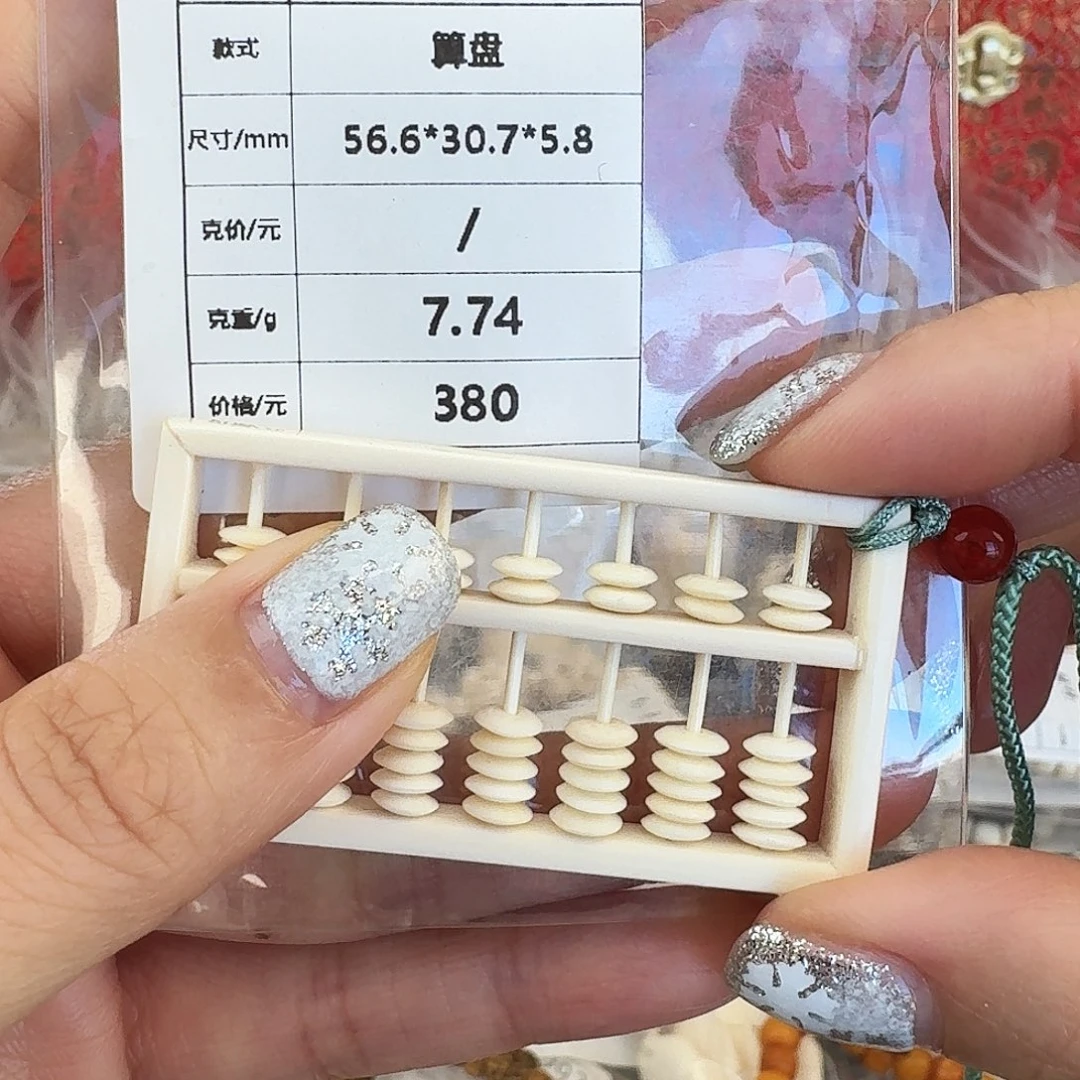 款式 算盘
尺寸/mm 56.6*30.7*5.8
克价/元 /
克重/g 7.74
价格/元 380